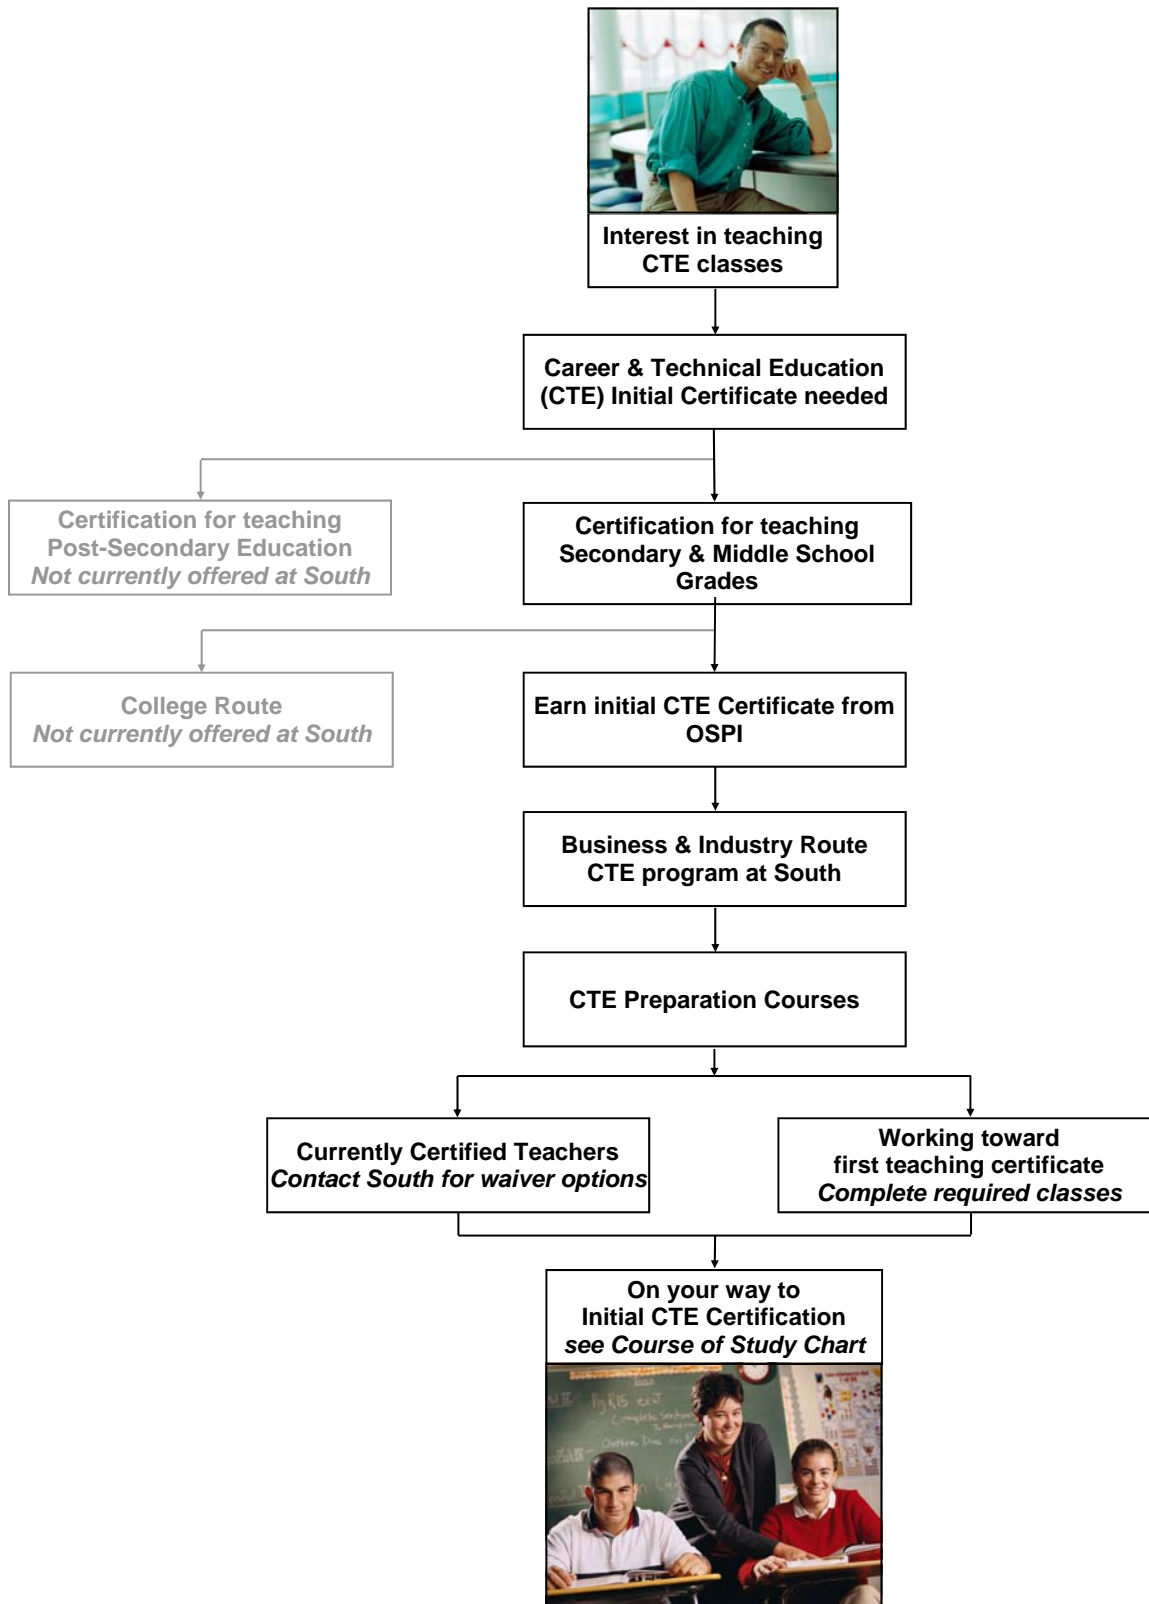 Interest in teaching
CTE classes
Career & Technical Education
(CTE) Initial Certificate needed
Certification for teaching
Post-Secondary Education
Not currently offered at South
Certification for teaching
Secondary & Middle School
Grades
College Route
Not currently offered at South
Earn initial CTE Certificate from
OSPI
Business & Industry Route
CTE program at South
CTE Preparation Courses
Currently Certified Teachers
Contact South for waiver options
Working toward
first teaching certificate
Complete required classes
On your way to
Initial CTE Certification
see Course of Study Chart